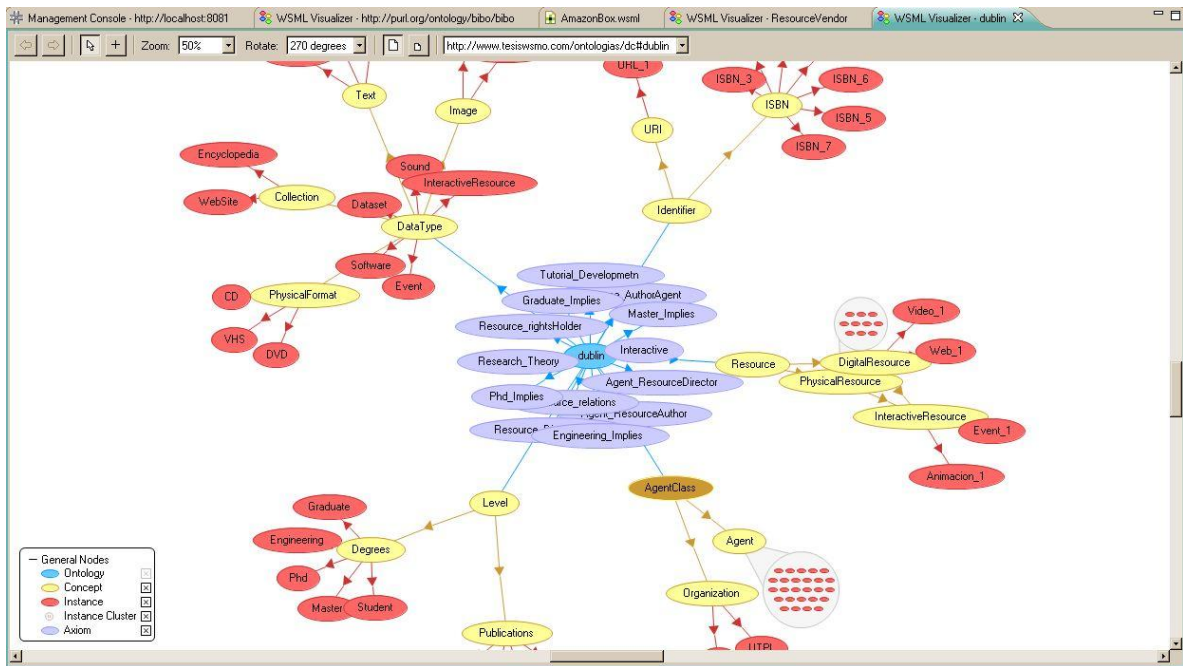 Management Console - http://localhost:8081
WSML Visualizer - http://purl.org/ontology/bibo/bibo
AmazonBox.wsml
WSML Visualizer - ResourceVendor
WSML Visualizer - dublin
Zoom: 50%
Rotate: 270 degrees
http://www.tesiswsmo.com/ontologias/dc#dublin
Text
Image
URL_1
ISBN_3
ISBN_6
ISBN
ISBN_5
URI
ISBN_7
Encyclopedia
Sound
InteractiveResource
WebSite
Collection
Dataset
DataType
Identifier
Software
Event
CD
PhysicalFormat
VHS
DVD
Tutorial_Developmetn
Graduate_Implies
_AuthorAgent
Master_Implies
Resource_rightsHolder
Interactive
Research_Theory
dublin
Agent_ResourceDirector
Phd_Implies
urce_relations
Agent_ResourceAuthor
Engineering_Implies
Resource
Video_1
DigitalResource
Web_1
PhysicalResource
InteractiveResource
Event_1
Animacion_1
AgentClass
Agent
Organization
UTPL
Level
Graduate
Engineering
Degrees
Phd
Master
Student
Publications
General Nodes
Ontology
Concept
Instance
Instance Cluster
Axiom